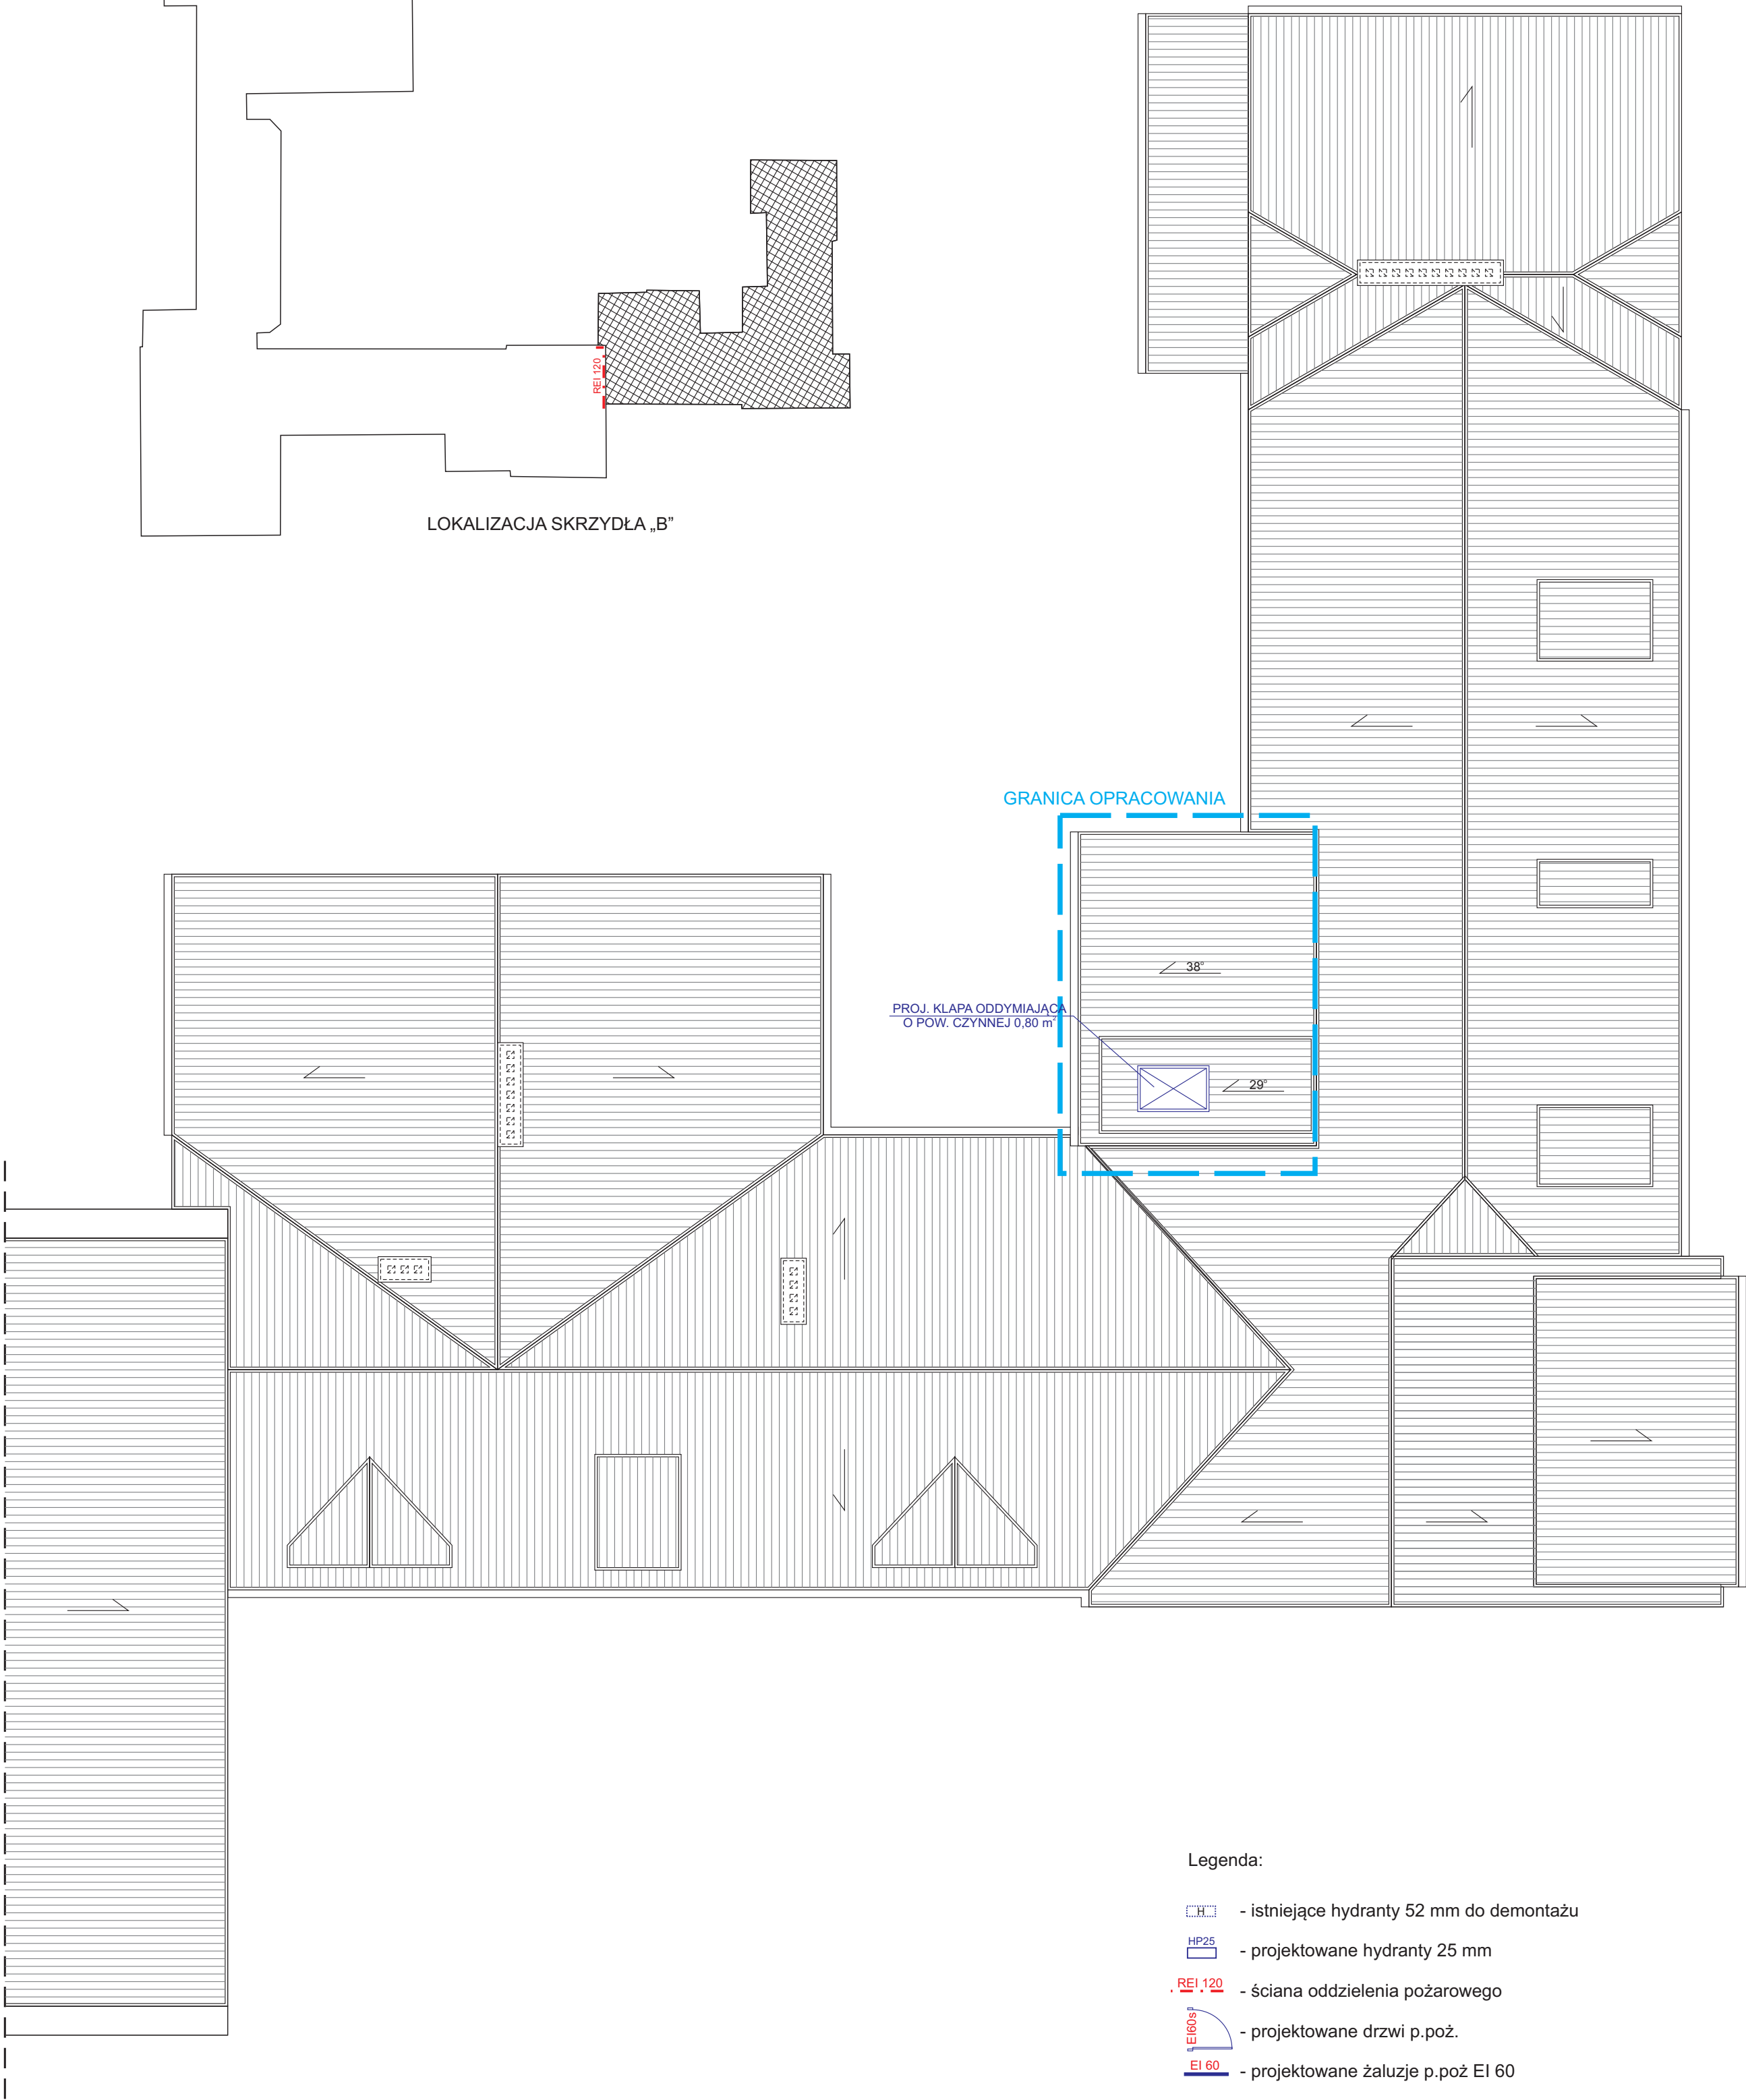 REI 120
LOKALIZACJA SKRZYDŁA „B”
GRANICA OPRACOWANIA
38°
PROJ. KLAPA ODDYMIAJĄCA
O POW. CZYNNEJ 0,80 m²
29°
Legenda:
H - istniejące hydranty 52 mm do demontażu
HP25 - projektowane hydranty 25 mm
REI 120 - ściana oddzielenia pożarowego
EI60s - projektowane drzwi p.poż.
EI 60 - projektowane żaluzje p.poż EI 60